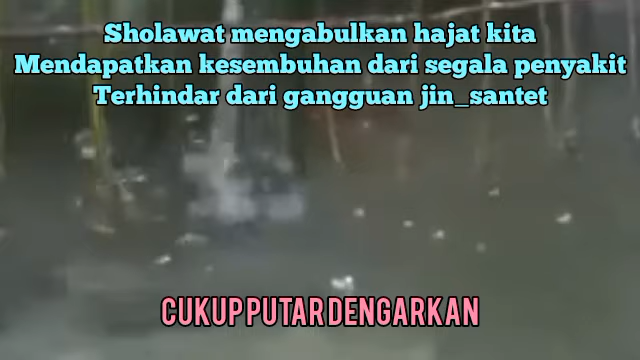 Sholawat mengabulkan hajat kita
Mendapatkan kesembuhan dari segala penyakit
Terhindar dari gangguan jin_santet
CUKUP PUTAR DENGARKAN